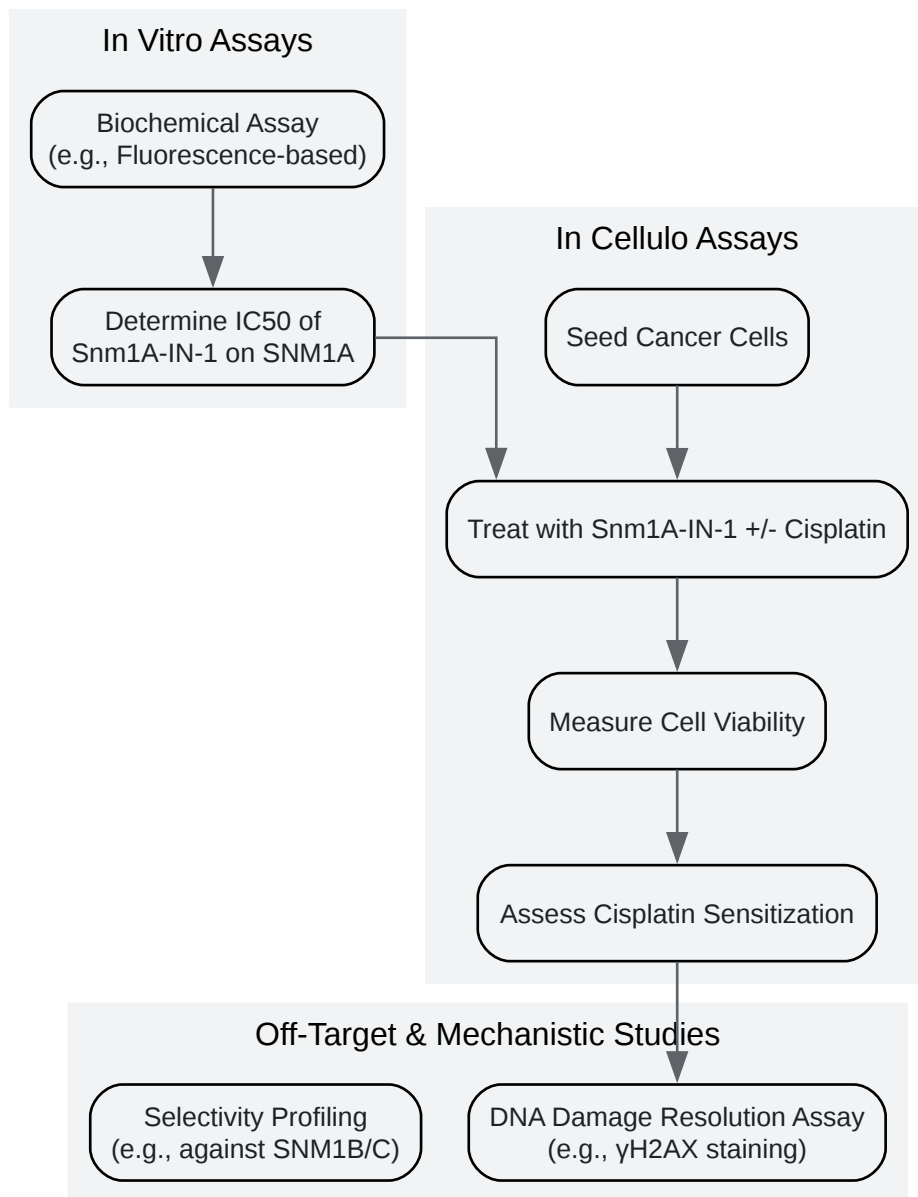 In Vitro Assays
Biochemical Assay
(e.g., Fluorescence-based)
Determine IC50 of
Snm1A-IN-1 on SNM1A
In Cellulo Assays
Seed Cancer Cells
Treat with Snm1A-IN-1 +/- Cisplatin
Measure Cell Viability
Assess Cisplatin Sensitization
Off-Target & Mechanistic Studies
Selectivity Profiling
(e.g., against SNM1B/C)
DNA Damage Resolution Assay
(e.g., γH2AX staining)